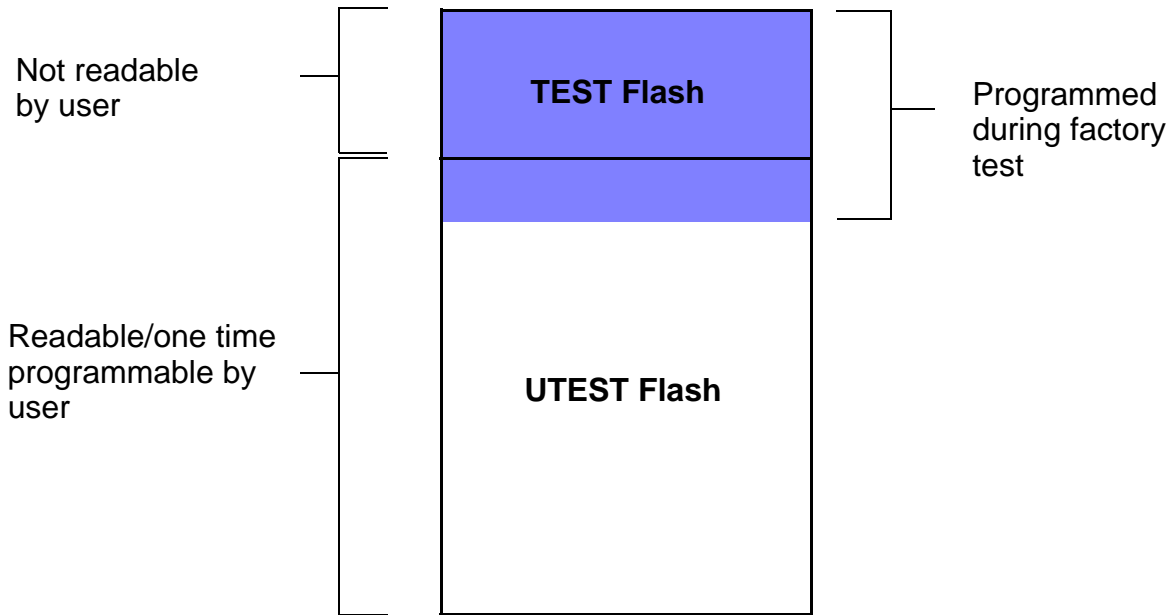 Not readable
by user
TEST Flash
Programmed
during factory
test
Readable/one time
programmable by
user
UTEST Flash